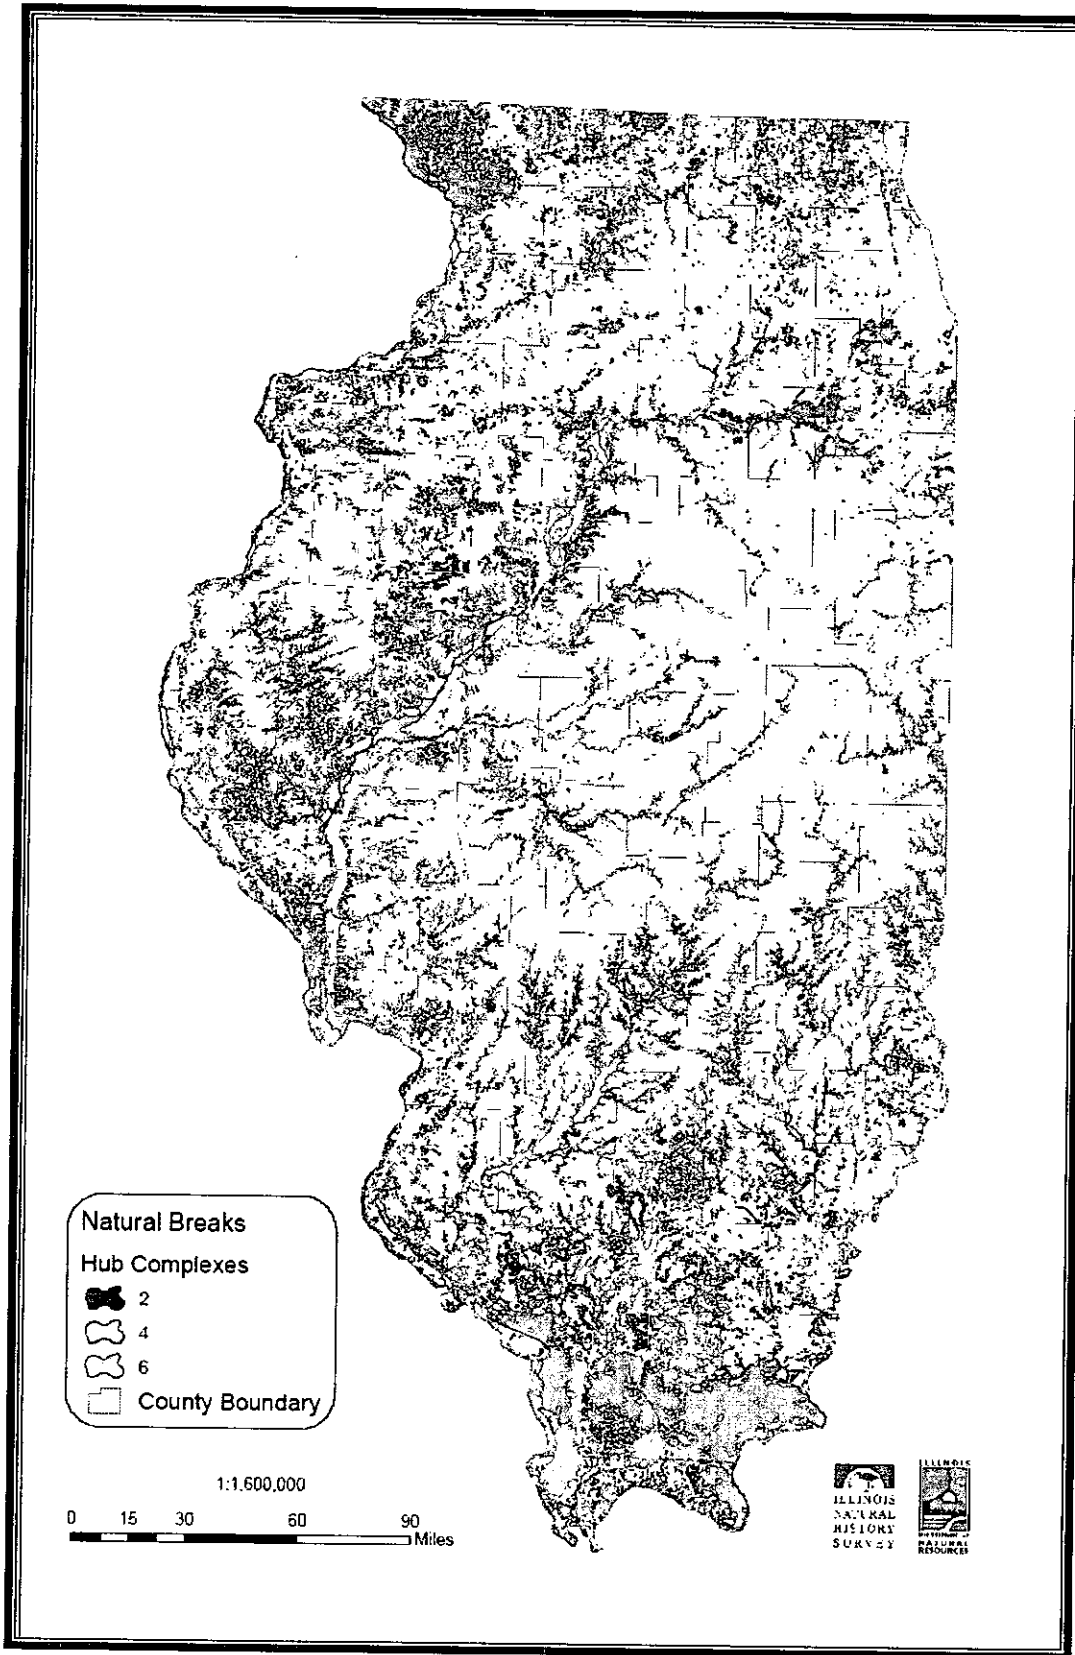 Natural Breaks
Hub Complexes
2
4
6
County Boundary
1:1,600,000
0 15 30 60 90
Miles
ILLINOIS
NATURAL
HISTORY
SURVEY
ILLINOIS
NATURAL
RESOURCES